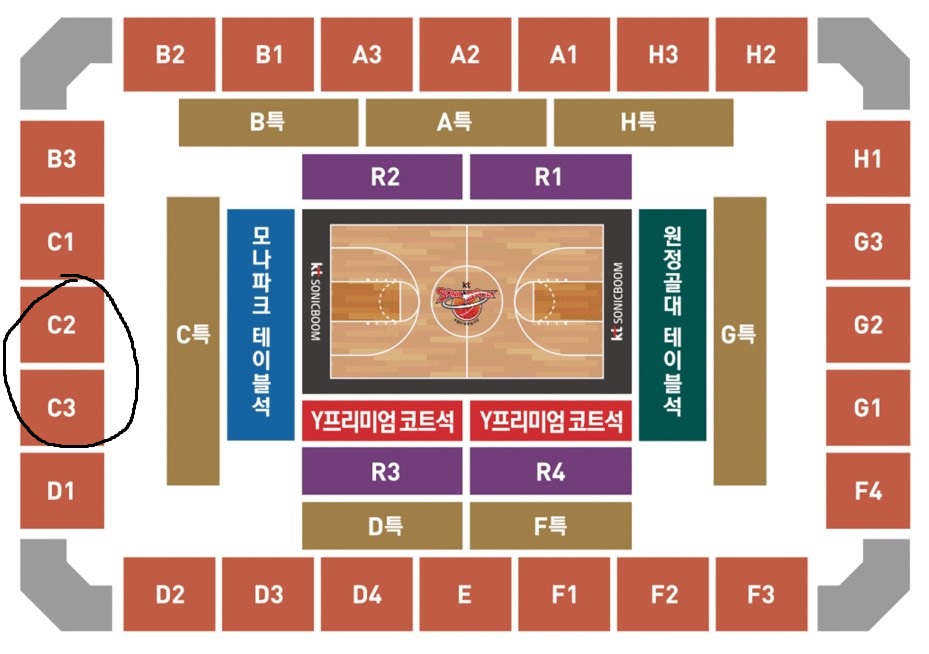 B2 B1 A3 A2 A1 H3 H2
B특 A특 H특
B3 H1
R2 R1
C1 G3
C2 G2
C3 G1
D1 F4
C특
모나파크 테이블석
kt SONICBOOM
kt
kt SONICBOOM
원정골대 테이블석
G특
Y프리미엄 코트석 Y프리미엄 코트석
R3 R4
D특 F특
D2 D3 D4 E F1 F2 F3